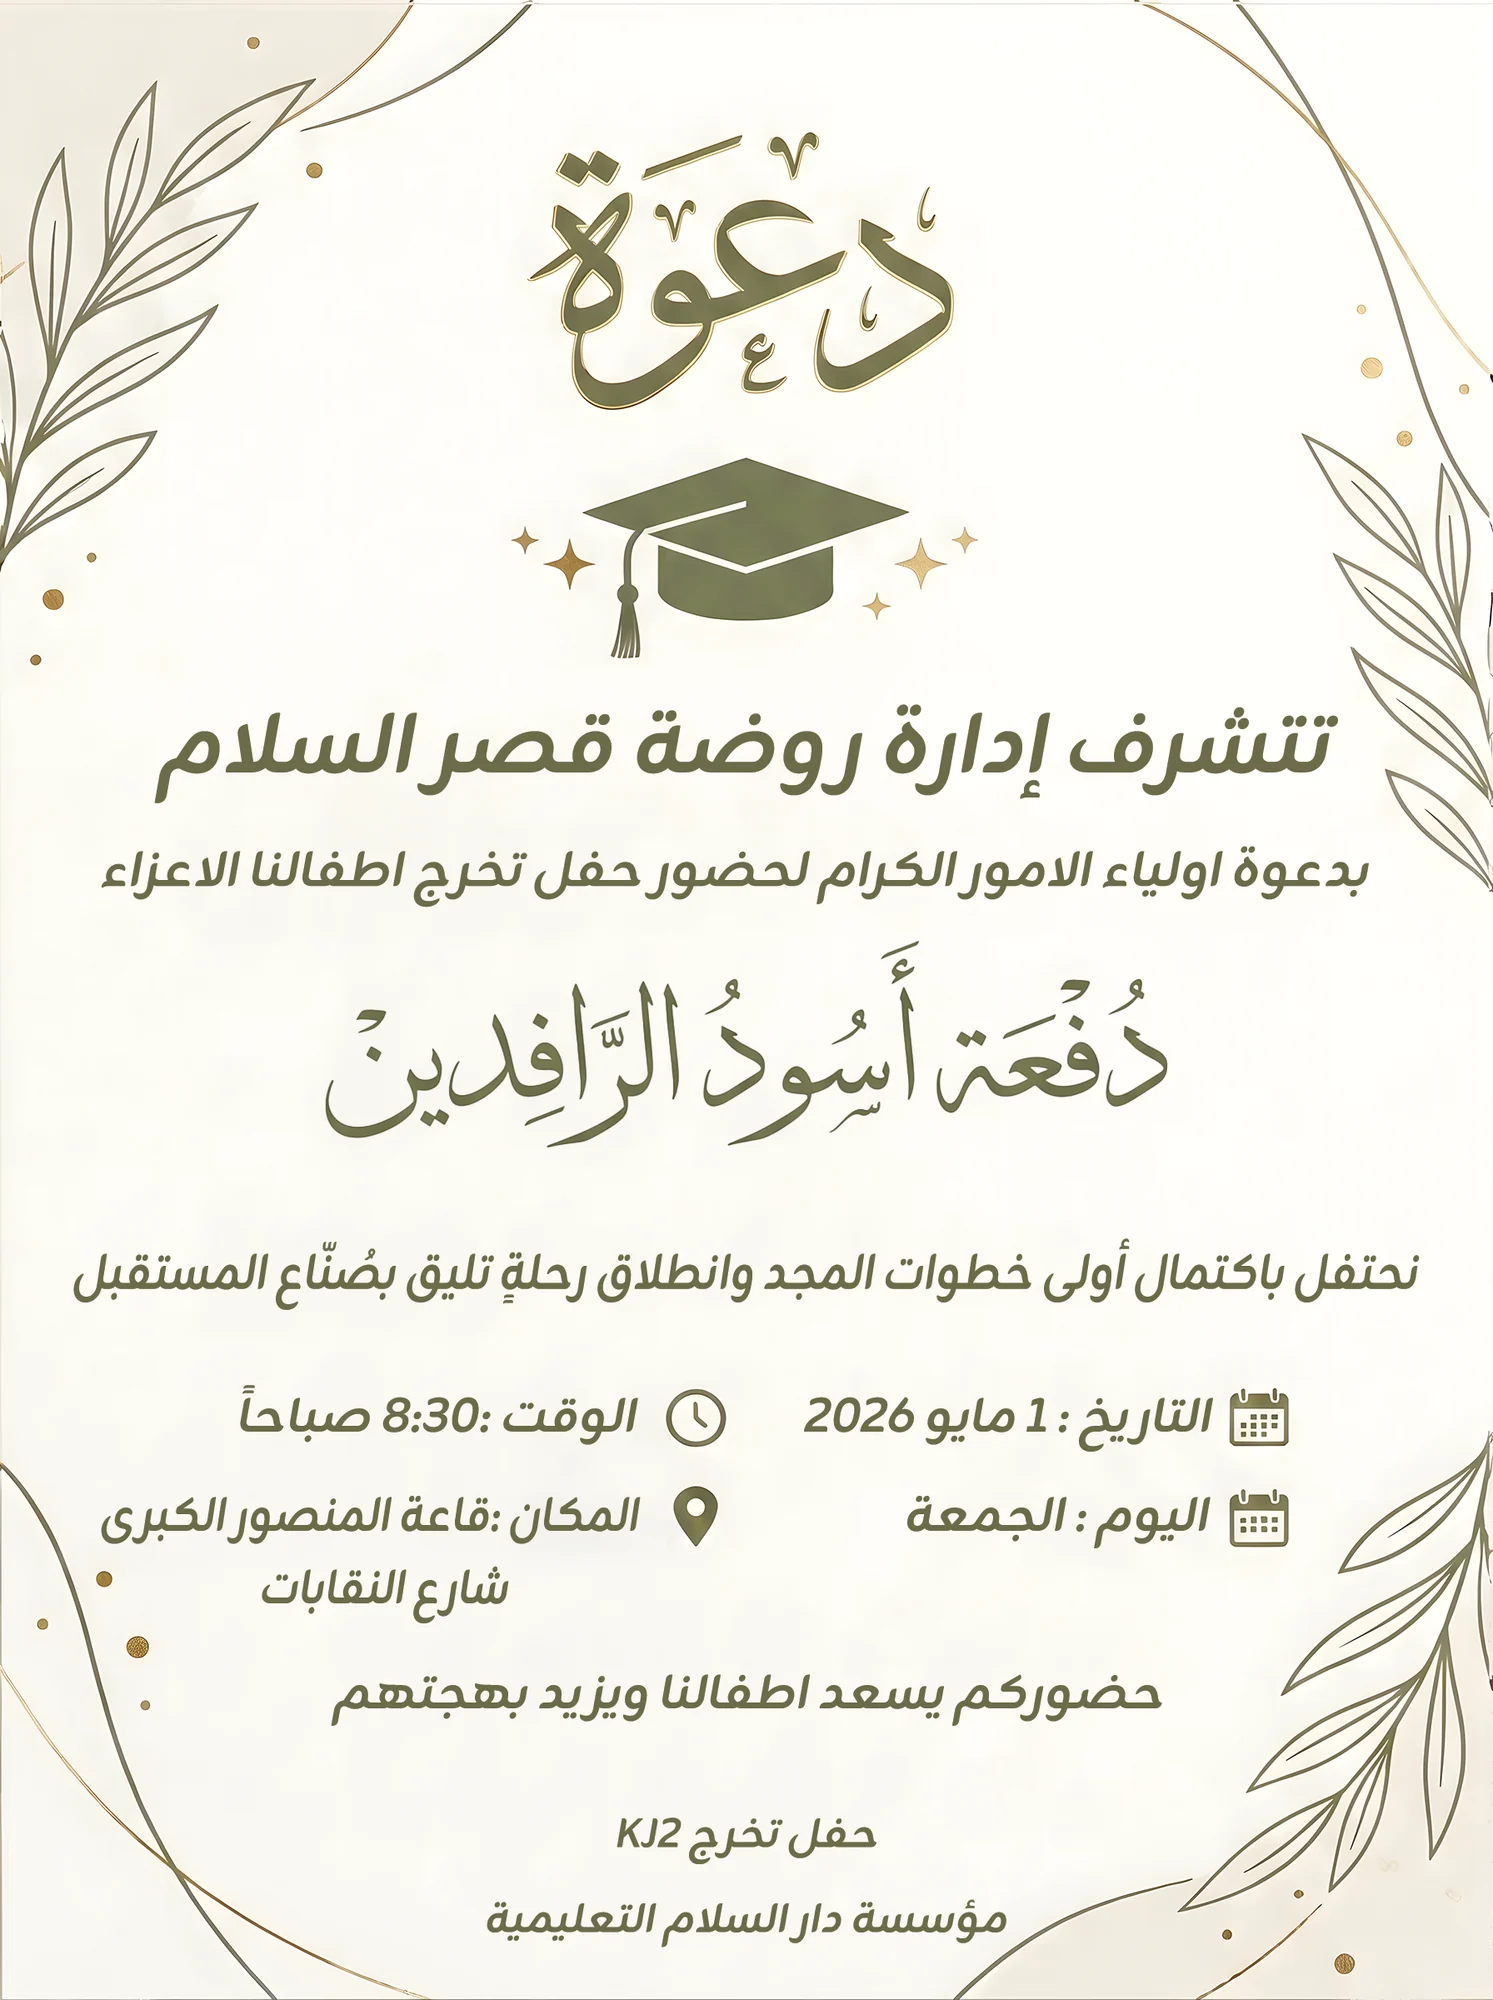 دعوة
تتشرف إدارة روضة قصر السلام
بدعوة اولياء الامور الكرام لحضور حفل تخرج اطفالنا الاعزاء
دُفْعَة أَسُودُ الرَّافِدينْ
نحتفل باكتمال أولى خطوات المجد وانطلاق رحلةٍ تليق بصُنّاع المستقبل
التاريخ : 1 مايو 2026
الوقت :8:30 صباحاً
اليوم : الجمعة
المكان :قاعة المنصور الكبرى
شارع النقابات
حضوركم يسعد اطفالنا ويزيد بهجتهم
حفل تخرج KJ2
مؤسسة دار السلام التعليمية